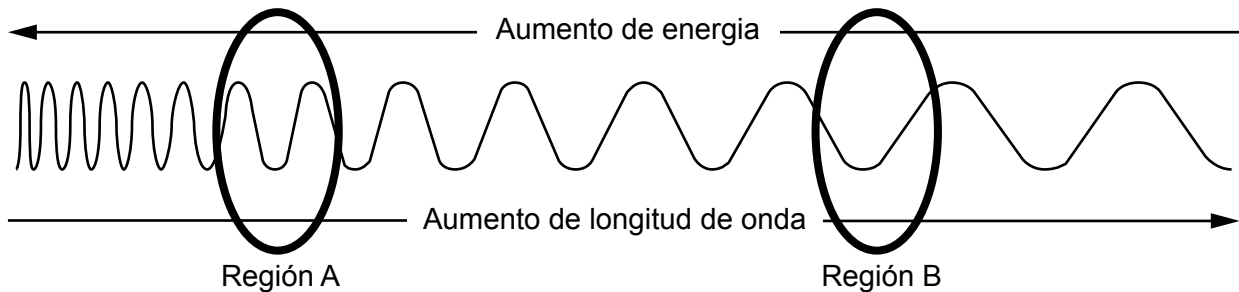 Aumento de energia
Aumento de longitud de onda
Región A
Región B